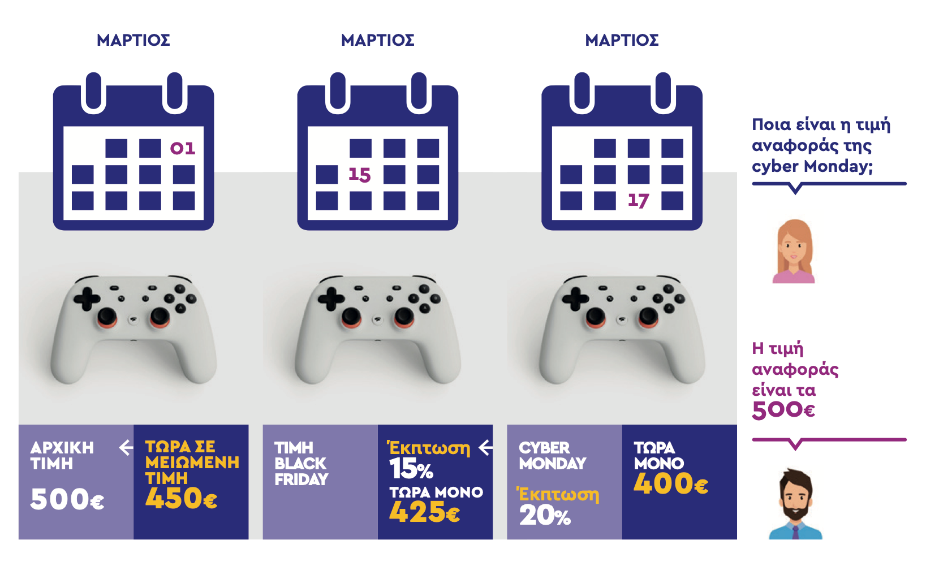 ΜΑΡΤΙΟΣ
01
ΑΡΧΙΚΗ
ΤΙΜΗ
500€
ΤΩΡΑ ΣΕ
ΜΕΙΩΜΕΝΗ
ΤΙΜΗ
450€
ΜΑΡΤΙΟΣ
15
ΤΙΜΗ
BLACK
FRIDAY
Έκπτωση
15%
ΤΩΡΑ ΜΟΝΟ
425€
ΜΑΡΤΙΟΣ
17
CYBER
MONDAY
Έκπτωση
20%
ΤΩΡΑ
ΜΟΝΟ
400€
Ποια είναι η τιμή
αναφοράς της
cyber Monday;
Η τιμή
αναφοράς
είναι τα
500€